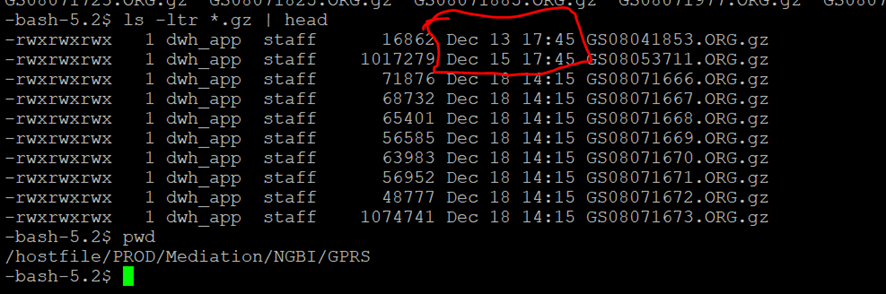 -bash-5.2$ ls -ltr *.gz | head
-rwxrwxrwx 1 dwh_app staff 16862 Dec 13 17:45 GS08041853.ORG.gz
-rwxrwxrwx 1 dwh_app staff 1017279 Dec 15 17:45 GS08053711.ORG.gz
-rwxrwxrwx 1 dwh_app staff 71876 Dec 18 14:15 GS08071666.ORG.gz
-rwxrwxrwx 1 dwh_app staff 68732 Dec 18 14:15 GS08071667.ORG.gz
-rwxrwxrwx 1 dwh_app staff 65401 Dec 18 14:15 GS08071668.ORG.gz
-rwxrwxrwx 1 dwh_app staff 56585 Dec 18 14:15 GS08071669.ORG.gz
-rwxrwxrwx 1 dwh_app staff 63983 Dec 18 14:15 GS08071670.ORG.gz
-rwxrwxrwx 1 dwh_app staff 56952 Dec 18 14:15 GS08071671.ORG.gz
-rwxrwxrwx 1 dwh_app staff 48777 Dec 18 14:15 GS08071672.ORG.gz
-rwxrwxrwx 1 dwh_app staff 1074741 Dec 18 14:15 GS08071673.ORG.gz
-bash-5.2$ pwd
/hostfile/PROD/Mediation/NGBI/GPRS
-bash-5.2$